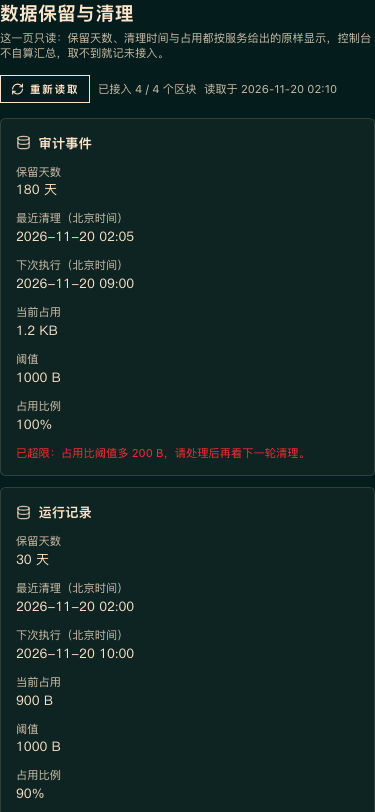 数据保留与清理
这一页只读：保留天数、清理时间与占用都按服务给出的原样显示，控制台
不自算汇总，取不到就记未接入。
重新读取 已接入 4 / 4 个区块 读取于 2026-11-20 02:10
审计事件
保留天数
180 天
最近清理（北京时间）
2026-11-20 02:05
下次执行（北京时间）
2026-11-20 09:00
当前占用
1.2 KB
阈值
1000 B
占用比例
100%
已超限：占用比阈值多 200 B，请处理后再看下一轮清理。
运行记录
保留天数
30 天
最近清理（北京时间）
2026-11-20 02:00
下次执行（北京时间）
2026-11-20 10:00
当前占用
900 B
阈值
1000 B
占用比例
90%